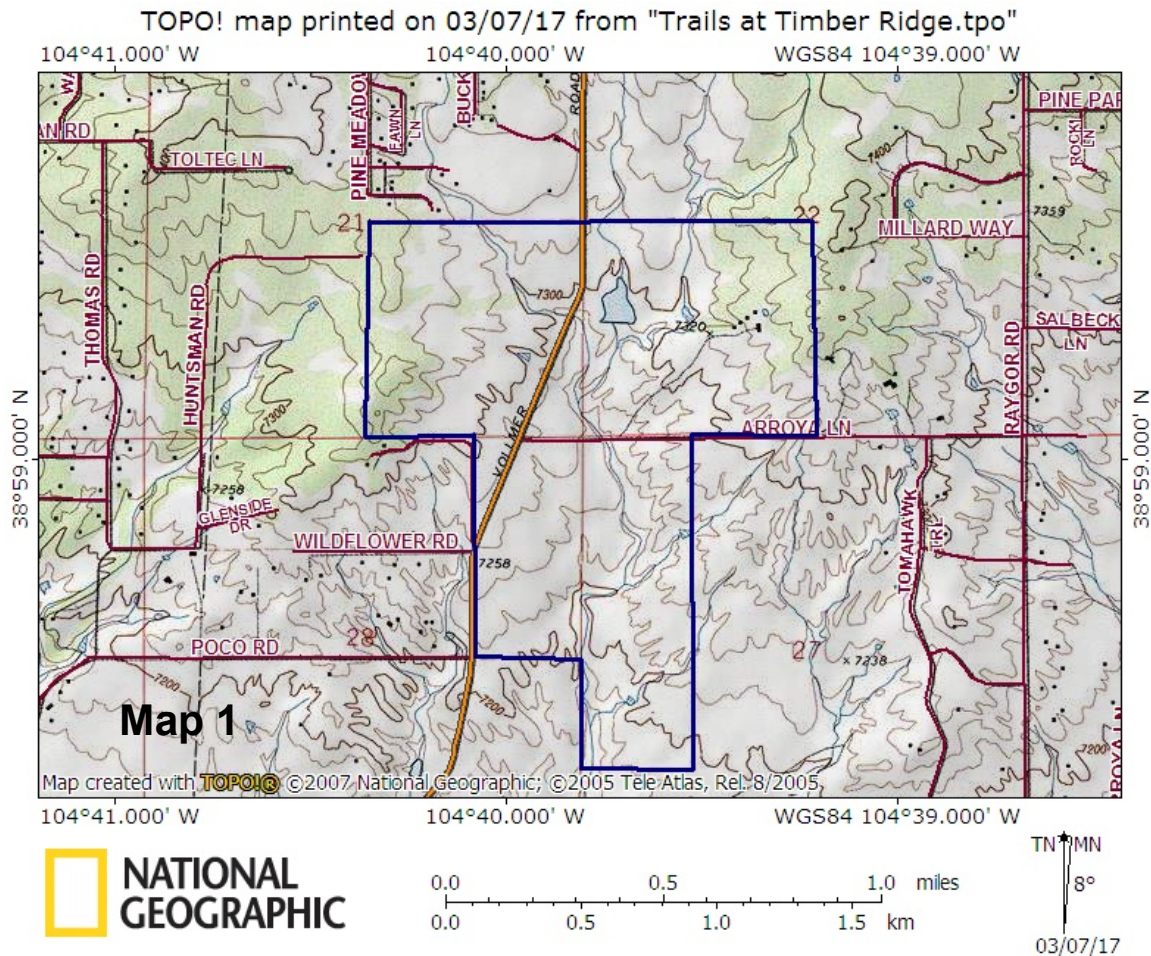 TOPO! map printed on 03/07/17 from "Trails at Timber Ridge.tpo"
104°41.000' W 104°40.000' W WGS84 104°39.000' W
ROAD
PINE MEADOW
BUCK
FAWN LN
PINE PAR
AN RD
TOLTEC LN
ROCKI LN
7400
21 22
7359
MILLARD WAY
THOMAS RD
HUNTSMAN RD
7300
7320
SALBECK LN
RAYGOR RD
7300
VOLLMER
ARROYA LN
38°59.000' N 38°59.000' N
7258
GLENSIDE DR
WILDFLOWER RD
7258
TOMAHAWK TRL
28
POCO RD
27
× 7238
7200
7200
7200
ROYA LN
Map 1
Map created with TOPO!® ©2007 National Geographic; ©2005 Tele Atlas, Rel. 8/2005
104°41.000' W 104°40.000' W WGS84 104°39.000' W
NATIONAL
GEOGRAPHIC
0.0 0.5 1.0 miles
0.0 0.5 1.0 1.5 km
TN MN
8°
03/07/17